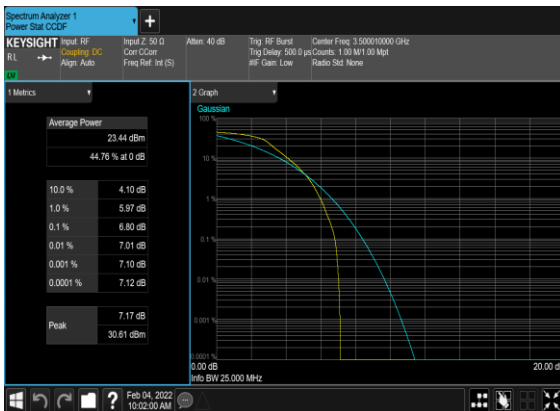 Spectrum Analyzer 1
Power Stat CCDF
KEYSIGHT
RL
LV
Input: RF
Coupling: DC
Align: Auto
Input Z: 50 Ω
Corr CCorr
Freq Ref: Int (S)
Atten: 40 dB
Trig: RF Burst
Trig Delay: 500.0 µs
#IF Gain: Low
Center Freq: 3.500010000 GHz
Counts: 1.00 M/1.00 Mpt
Radio Std: None
1 Metrics
Average Power
23.44 dBm
44.76 % at 0 dB
10.0 % 4.10 dB
1.0 % 5.97 dB
0.1 % 6.80 dB
0.01 % 7.01 dB
0.001 % 7.10 dB
0.0001 % 7.12 dB
Peak
7.17 dB
30.61 dBm
2 Graph
Gaussian
100 %
10 %
1 %
0.1 %
0.01 %
0.001 %
0.0001 %
0.00 dB
20.00 d
Info BW 25.000 MHz
Feb 04, 2022
10:02:00 AM